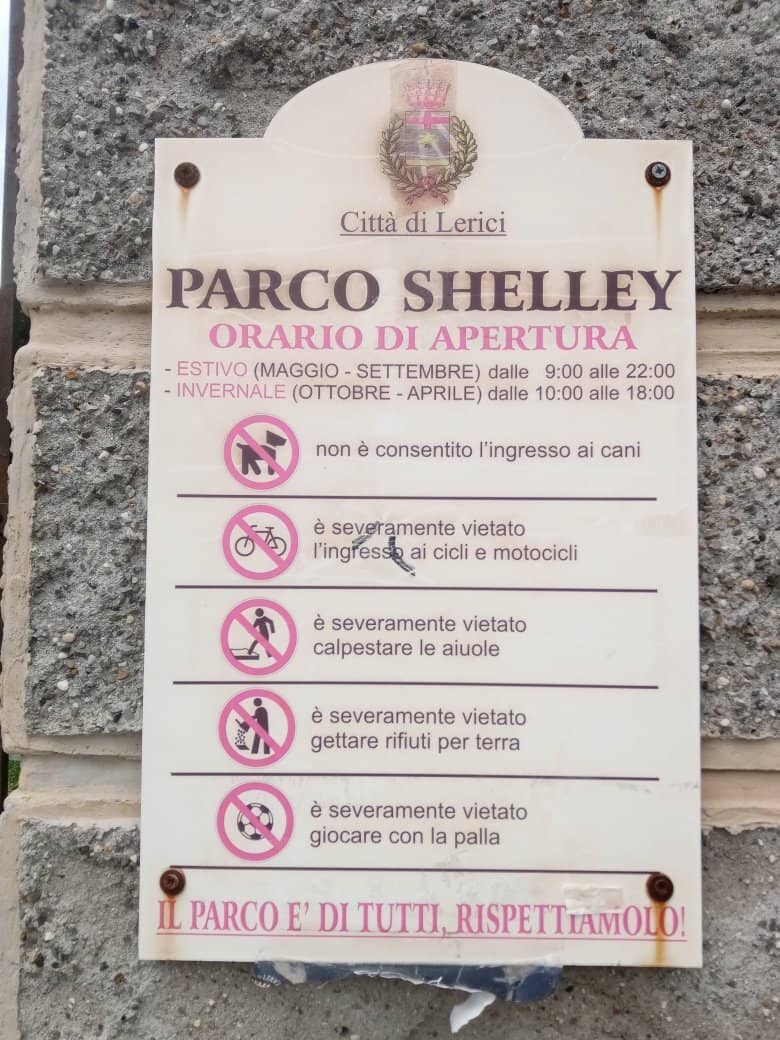 Città di Lerici
PARCO SHELLEY
ORARIO DI APERTURA
- ESTIVO (MAGGIO - SETTEMBRE) dalle 9:00 alle 22:00
- INVERNALE (OTTOBRE - APRILE) dalle 10:00 alle 18:00
non è consentito l'ingresso ai cani
è severamente vietato
l'ingresso ai cicli e motocicli
è severamente vietato
calpestare le aiuole
è severamente vietato
gettare rifiuti per terra
è severamente vietato
giocare con la palla
IL PARCO E' DI TUTTI, RISPETTIAMOLO!